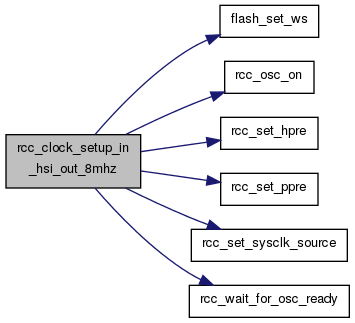 rcc_clock_setup_in
_hsi_out_8mhz
flash_set_ws
rcc_osc_on
rcc_set_hpre
rcc_set_ppre
rcc_set_sysclk_source
rcc_wait_for_osc_ready